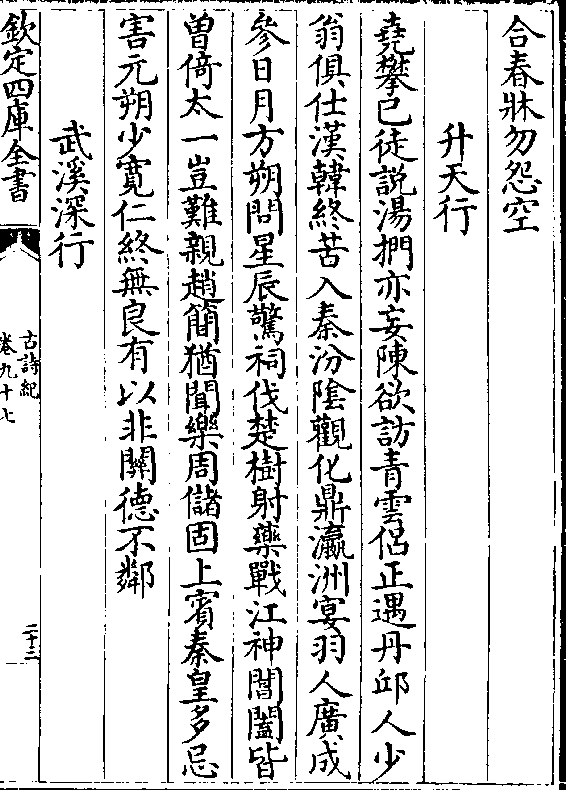 合春牀勿怨空
升天行
堯攀已徒說湯捫亦妄陳欲訪青雲侣正遇丹邱人少
翁俱仕漢韓終苦入秦汾隂觀化鼎瀛洲宴羽人廣成
參日月方朔問星辰驚祠伐楚樹射藥戰江神閶闔皆
曽倚太一豈難親趙簡猶聞樂周儲固上賓秦皇多忌
害元朔少寛仁終無良有以非關德不鄰
武溪深行
欽定四庫全書
古詩紀
卷九十七
二十三